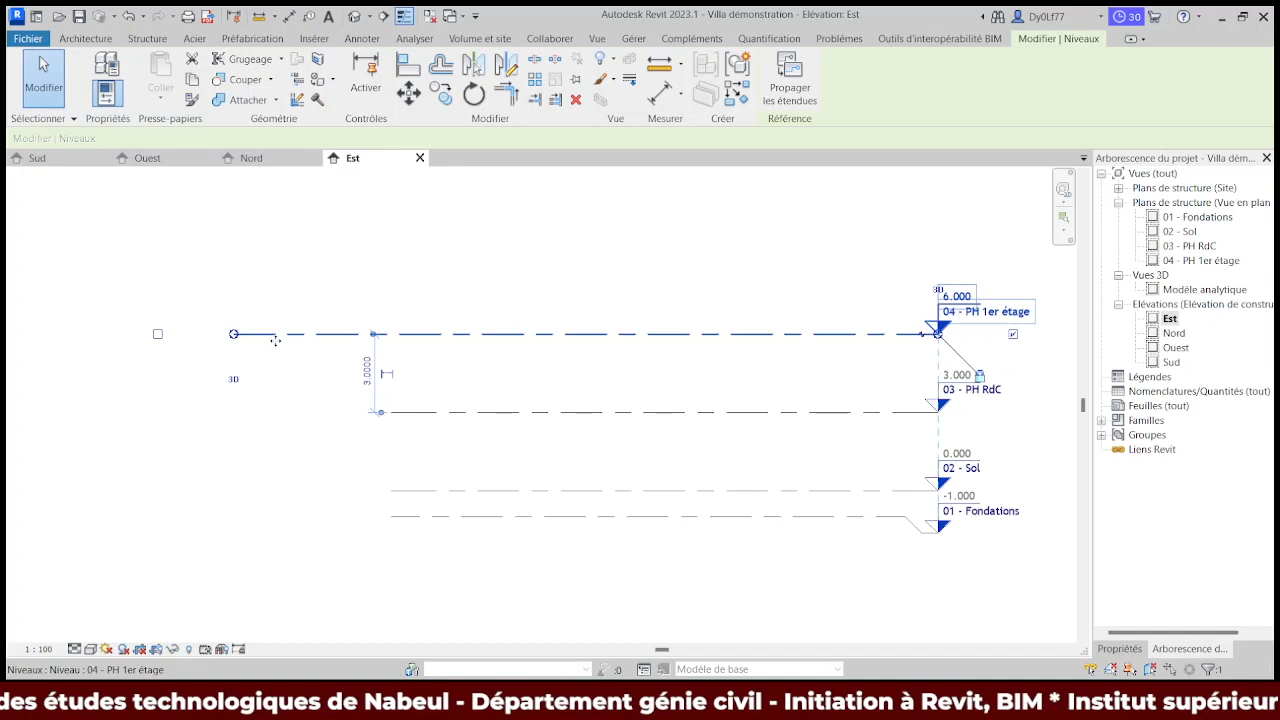 Autodesk Revit 2023.1 - Villa démonstration - Elévation: Est
Dy0Lf77
30
Fichier
Architecture
Structure
Acier
Préfabrication
Insérer
Annoter
Analyser
Volume et site
Collaborer
Vue
Gérer
Compléments
Quantification
Problèmes
Outils d'interopérabilité BIM
Modifier | Niveaux
Modifier
Coller
Grugeage
Couper
Attacher
Activer
Propager
les étendues
Sélectionner
Propriétés
Presse-papiers
Géométrie
Contrôles
Modifier
Vue
Mesurer
Créer
Référence
Modifier | Niveaux
Sud
Ouest
Nord
Est
Arborescence du projet - Villa dém...
Vues (tout)
Plans de structure (Site)
Plans de structure (Vue en plan
01 - Fondations
02 - Sol
03 - PH RdC
04 - PH 1er étage
Vues 3D
Modèle analytique
Elévations (Elévation de constru
Est
Nord
Ouest
Sud
Légendes
Nomenclatures/Quantités (tout)
Feuilles (tout)
Familles
Groupes
Liens Revit
3D
6.000
04 - PH 1er étage
3.0000
3D
3.000
03 - PH RdC
0.000
02 - Sol
-1.000
01 - Fondations
1 : 100
Propriétés
Arborescence d...
Niveaux : Niveau : 04 - PH 1er étage
:0
Modèle de base
:1
des études technologiques de Nabeul - Département génie civil - Initiation à Revit, BIM * Institut supérieur